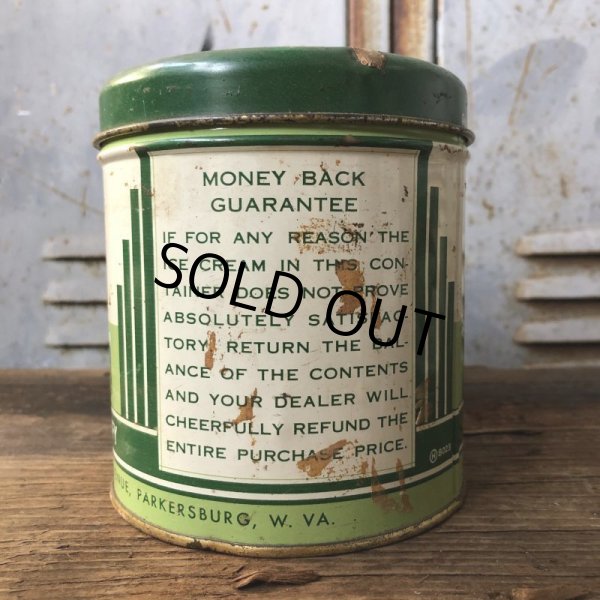 MONEY BACK
GUARANTEE
IF FOR ANY REASON THE
ICE CREAM IN THIS CON-
TAINER DOES NOT PROVE
ABSOLUTELY SATISFAC-
TORY, RETURN THE BAL-
ANCE OF THE CONTENTS
AND YOUR DEALER WILL
CHEERFULLY REFUND THE
ENTIRE PURCHASE PRICE.
SOLD OUT
PARKERSBURG, W. VA.